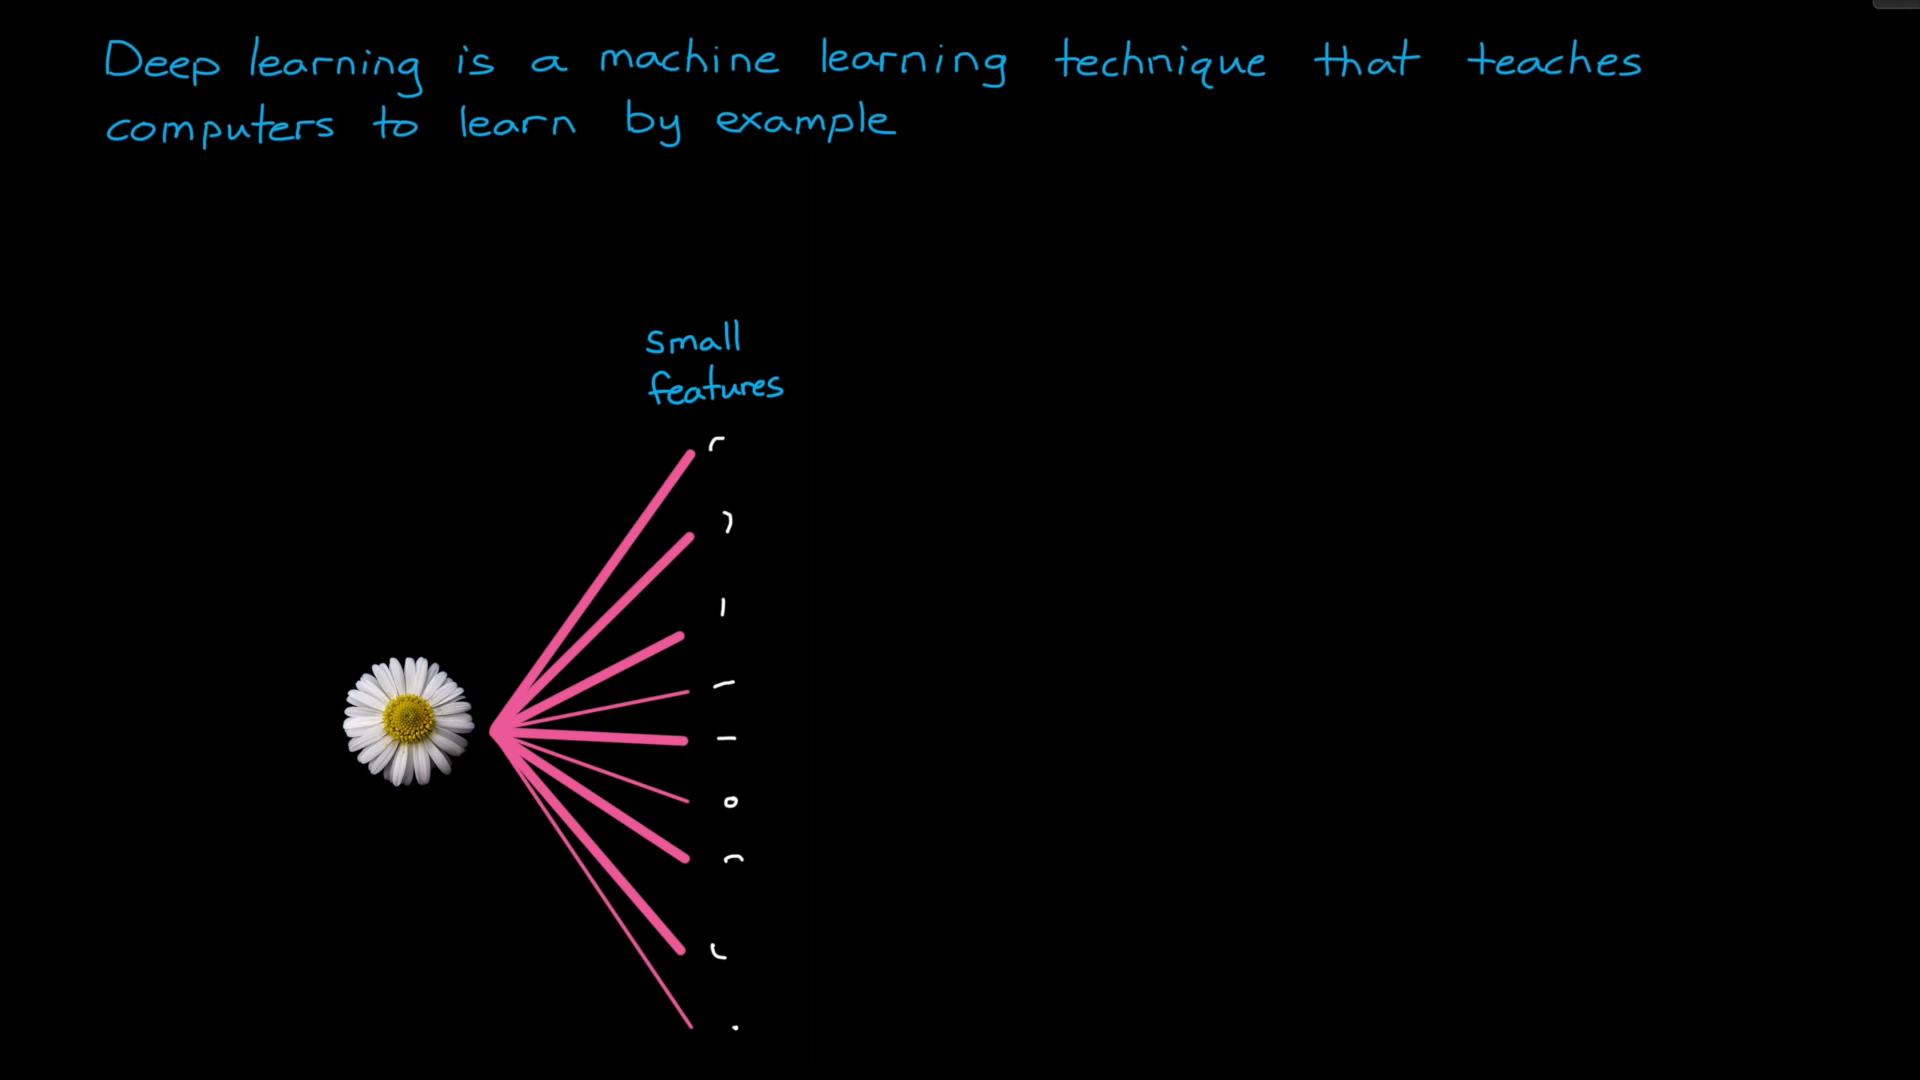 Deep learning is a machine learning technique that teaches
computers to learn by example
small
features